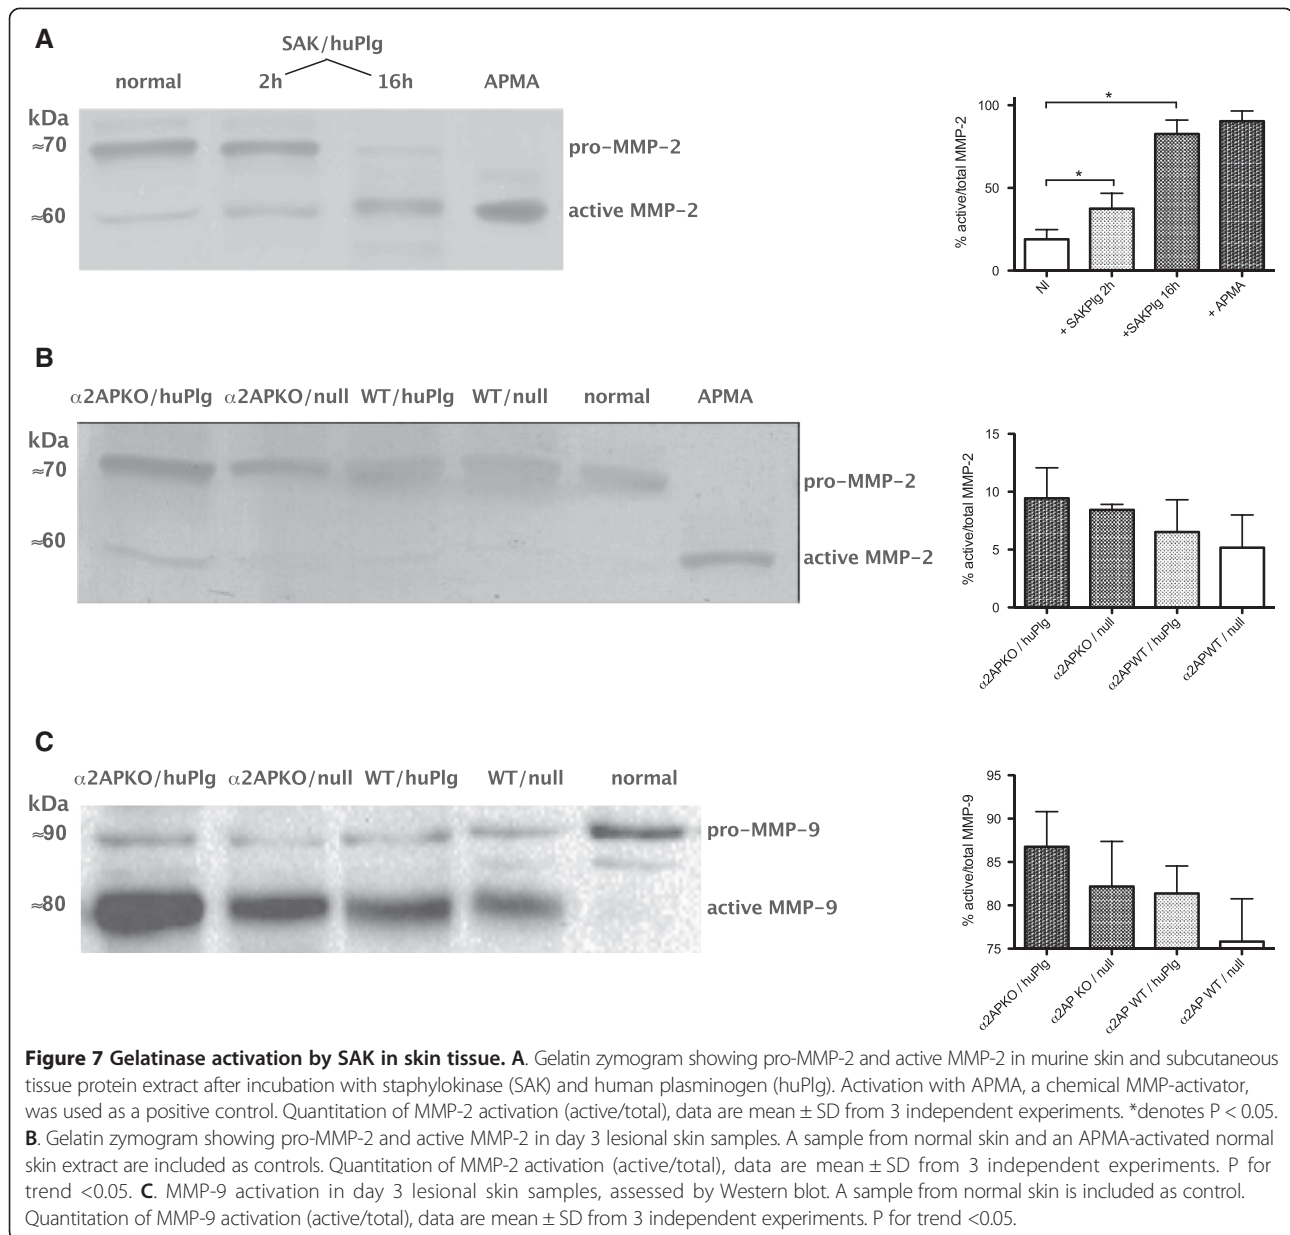 A
SAK/huPlg
normal 2h 16h APMA
kDa
≈70
≈60
pro-MMP-2
active MMP-2
% active/total MMP-2
100
50
0
NI
+ SAKPlg 2h
+SAKPlg 16h
+ APMA
*
*
B
α2APKO/huPlg α2APKO/null WT/huPlg WT/null normal APMA
kDa
≈70
≈60
pro-MMP-2
active MMP-2
% active/total MMP-2
15
10
5
0
α2APKO / huPlg
α2APKO / null
α2APWT / huPlg
α2APWT / null
C
α2APKO/huPlg α2APKO/null WT/huPlg WT/null normal
kDa
≈90
≈80
pro-MMP-9
active MMP-9
% active/total MMP-9
95
90
85
80
75
α2APKO / huPlg
α2AP KO / null
α2AP WT / huPlg
α2AP WT / null
Figure 7 Gelatinase activation by SAK in skin tissue. A. Gelatin zymogram showing pro-MMP-2 and active MMP-2 in murine skin and subcutaneous
tissue protein extract after incubation with staphylokinase (SAK) and human plasminogen (huPlg). Activation with APMA, a chemical MMP-activator,
was used as a positive control. Quantitation of MMP-2 activation (active/total), data are mean ± SD from 3 independent experiments. *denotes P < 0.05.
B. Gelatin zymogram showing pro-MMP-2 and active MMP-2 in day 3 lesional skin samples. A sample from normal skin and an APMA-activated normal
skin extract are included as controls. Quantitation of MMP-2 activation (active/total), data are mean ± SD from 3 independent experiments. P for
trend <0.05. C. MMP-9 activation in day 3 lesional skin samples, assessed by Western blot. A sample from normal skin is included as control.
Quantitation of MMP-9 activation (active/total), data are mean ± SD from 3 independent experiments. P for trend <0.05.